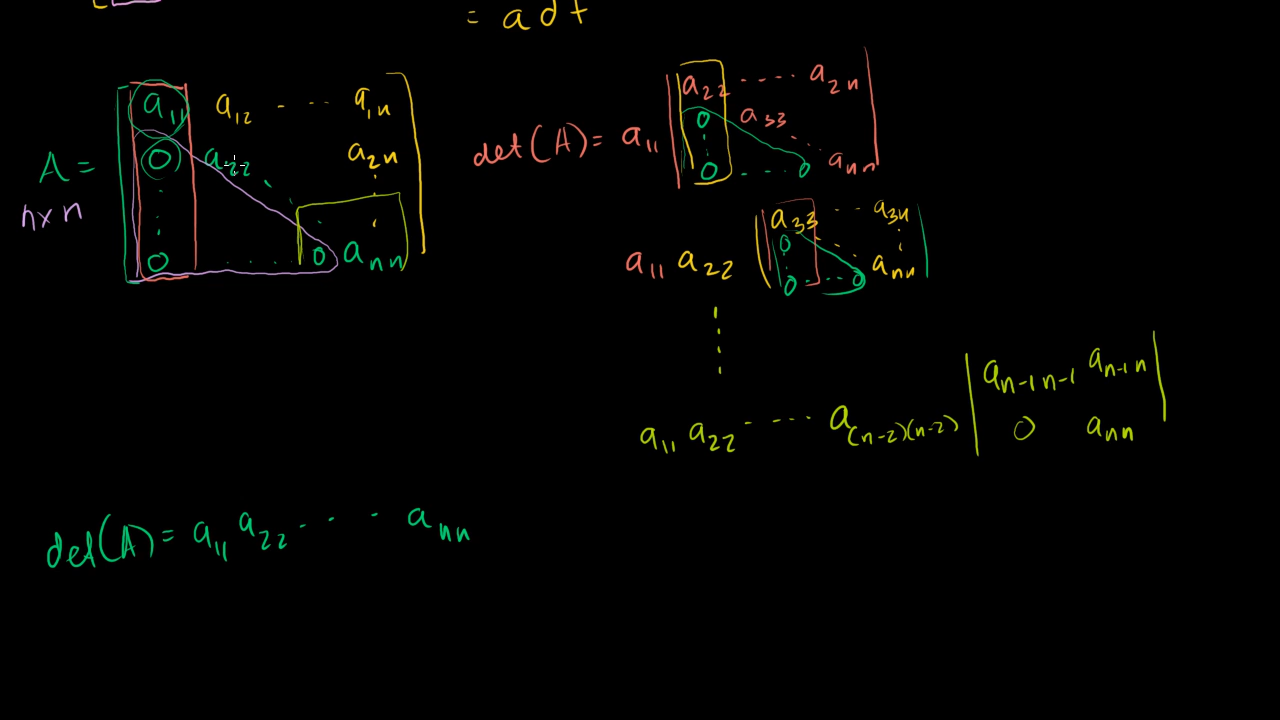 = a d f
a₁₁ a₁₂ - ·· a₁ₙ
A = 0 a₂₂ a₂ₙ
n×n
0 ..... 0 aₙₙ
det(A) = a₁₁ | a₂₂ - ··· a₂ₙ |
0 a₃₃
0 - ·· 0 aₙₙ
a₁₁ a₂₂ | a₃₃ - ·· a₃ₙ |
0
0 ··· 0 aₙₙ
a₁₁ a₂₂ - ···· a₍ₙ₋₂₎₍ₙ₋₂₎ | aₙ₋₁ₙ₋₁ aₙ₋₁ₙ |
0 aₙₙ
det(A) = a₁₁ a₂₂ - ·· - aₙₙ